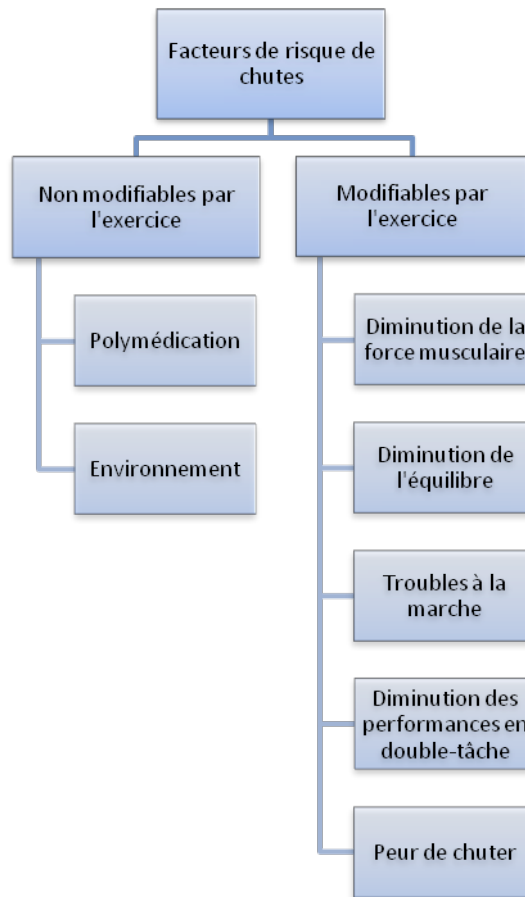 Facteurs de risque de
chutes
Non modifiables par
l'exercice
Polymédication
Environnement
Modifiables par
l'exercice
Diminution de la
force musculaire
Diminution de
l'équilibre
Troubles à la
marche
Diminution des
performances en
double-tâche
Peur de chuter